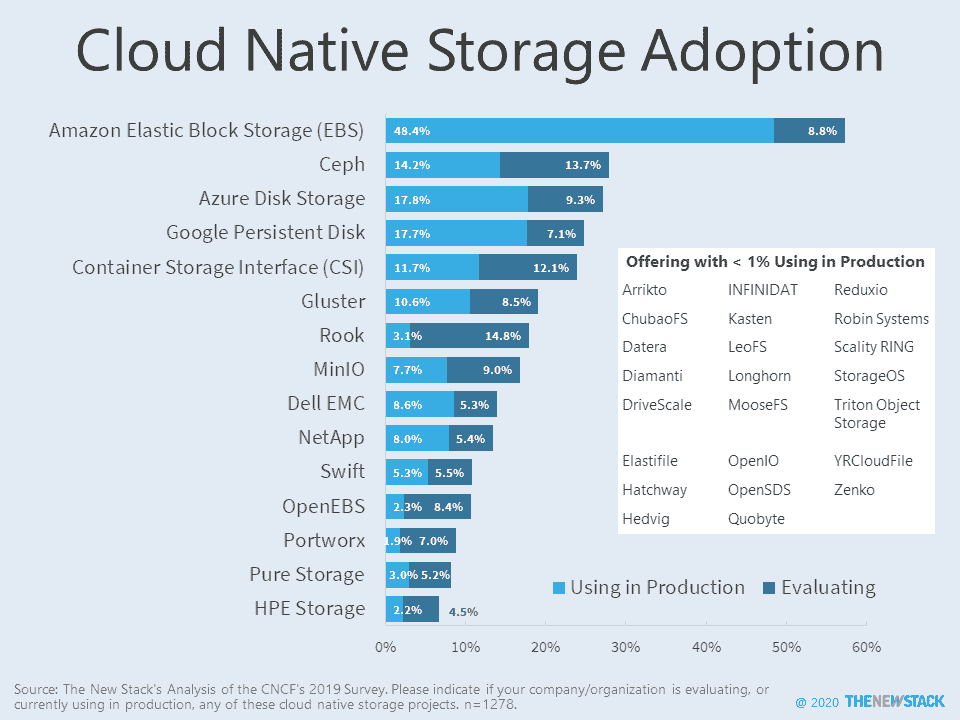 Cloud Native Storage Adoption
Amazon Elastic Block Storage (EBS) 48.4% 8.8%
Ceph 14.2% 13.7%
Azure Disk Storage 17.8% 9.3%
Google Persistent Disk 17.7% 7.1%
Container Storage Interface (CSI) 11.7% 12.1%
Gluster 10.6% 8.5%
Rook 3.1% 14.8%
MinIO 7.7% 9.0%
Dell EMC 8.6% 5.3%
NetApp 8.0% 5.4%
Swift 5.3% 5.5%
OpenEBS 2.3% 8.4%
Portworx 1.9% 7.0%
Pure Storage 3.0% 5.2%
HPE Storage 2.2% 4.5%
0% 10% 20% 30% 40% 50% 60%
Offering with < 1% Using in Production
Arrikto INFINIDAT Reduxio
ChubaoFS Kasten Robin Systems
Datera LeoFS Scality RING
Diamanti Longhorn StorageOS
DriveScale MooseFS Triton Object
Storage
Elastifile OpenIO YRCloudFile
Hatchway OpenSDS Zenko
Hedvig Quobyte
Using in Production Evaluating
Source: The New Stack's Analysis of the CNCF's 2019 Survey. Please indicate if your company/organization is evaluating, or
currently using in production, any of these cloud native storage projects. n=1278.
@ 2020 THENEWSTACK